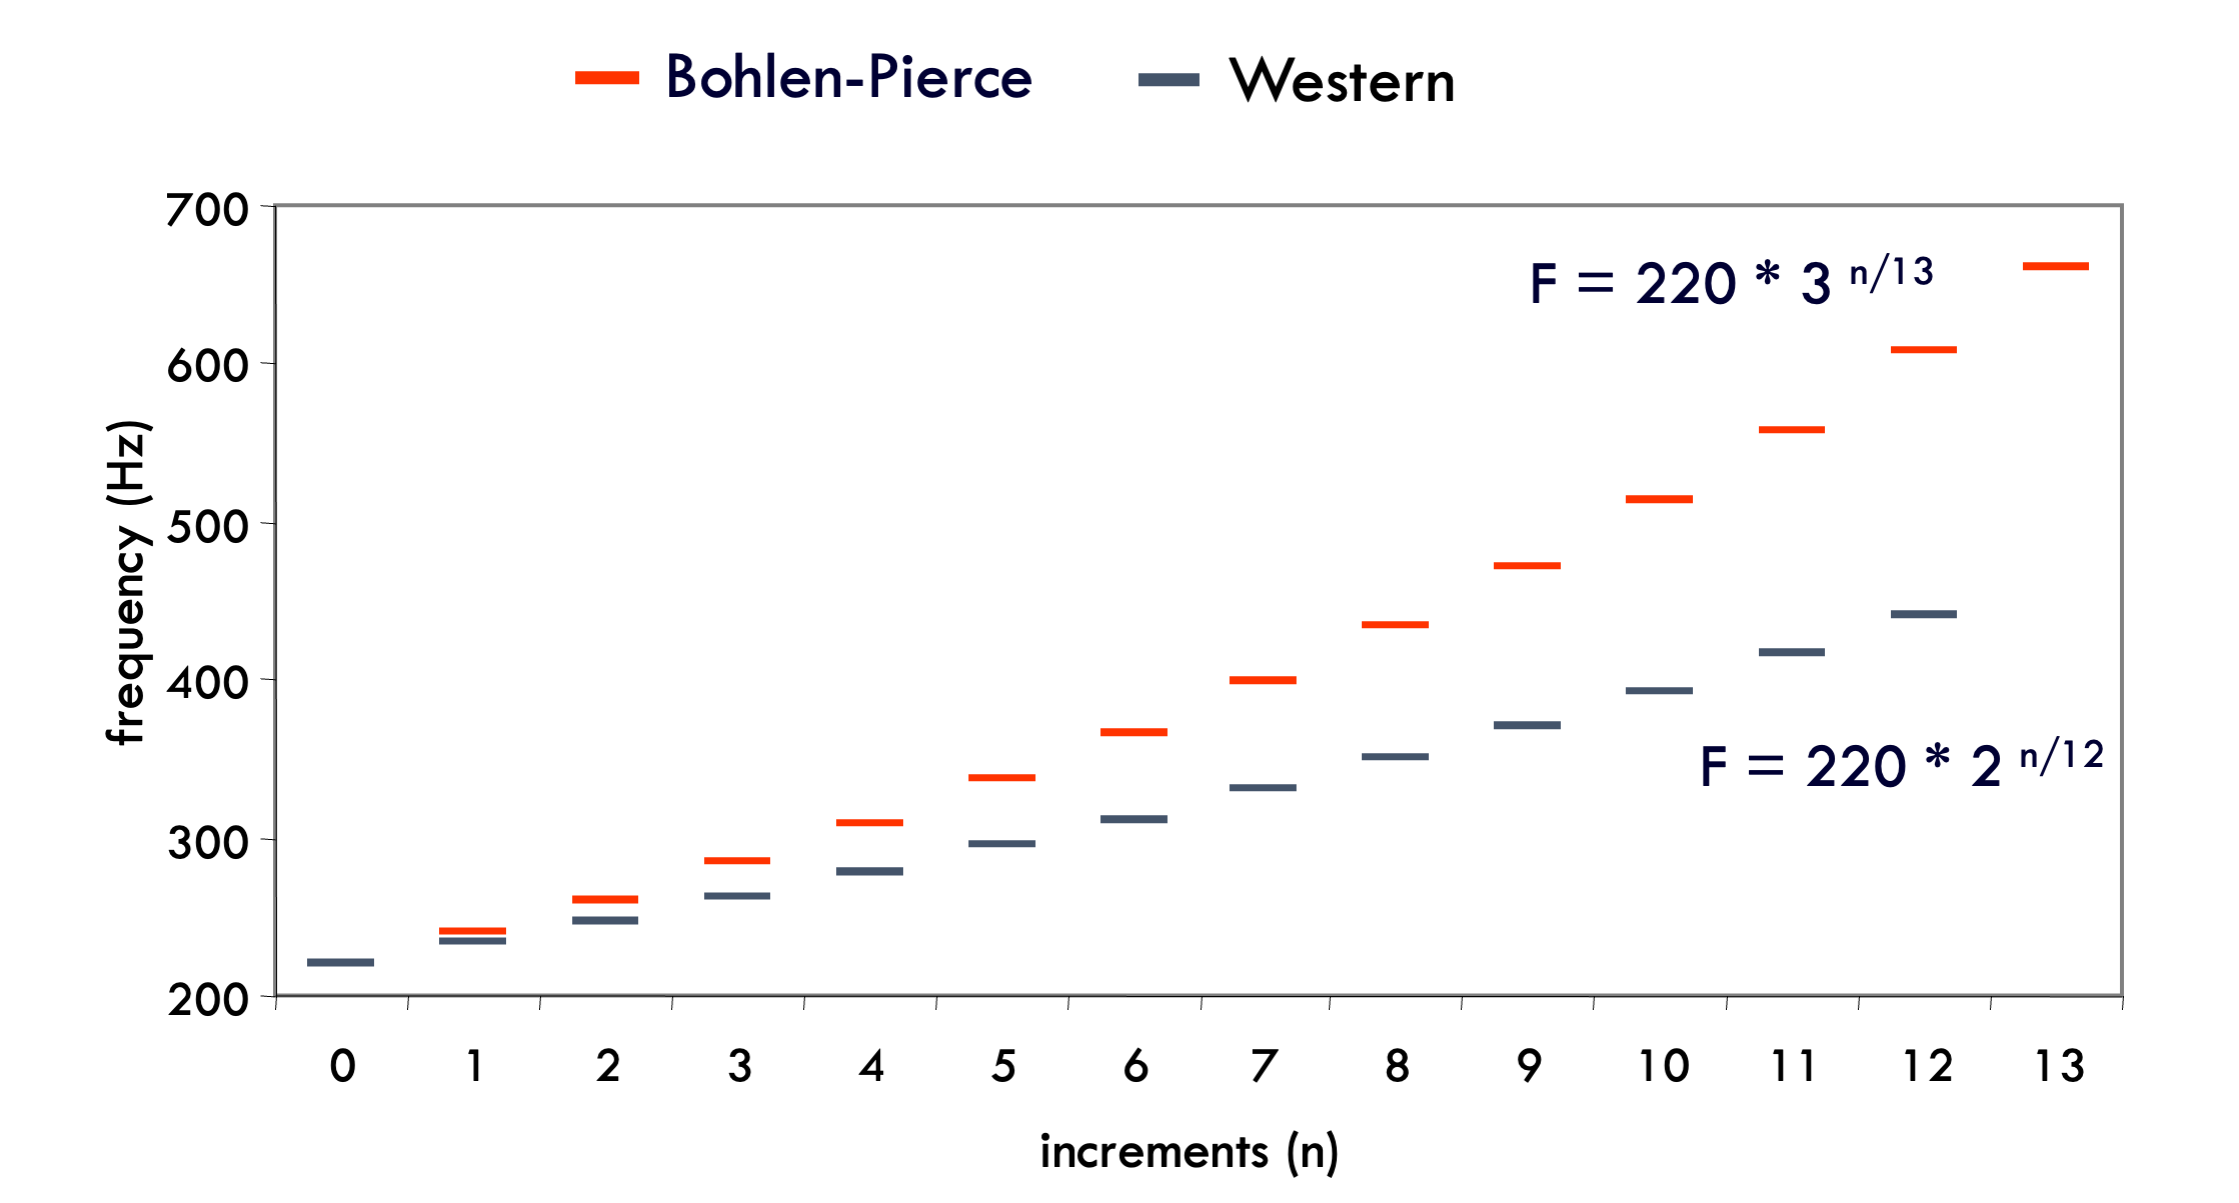 Bohlen-Pierce Western
700
F = 220 * 3 n/13
600
500
400
F = 220 * 2 n/12
300
200
frequency (Hz)
0 1 2 3 4 5 6 7 8 9 10 11 12 13
increments (n)